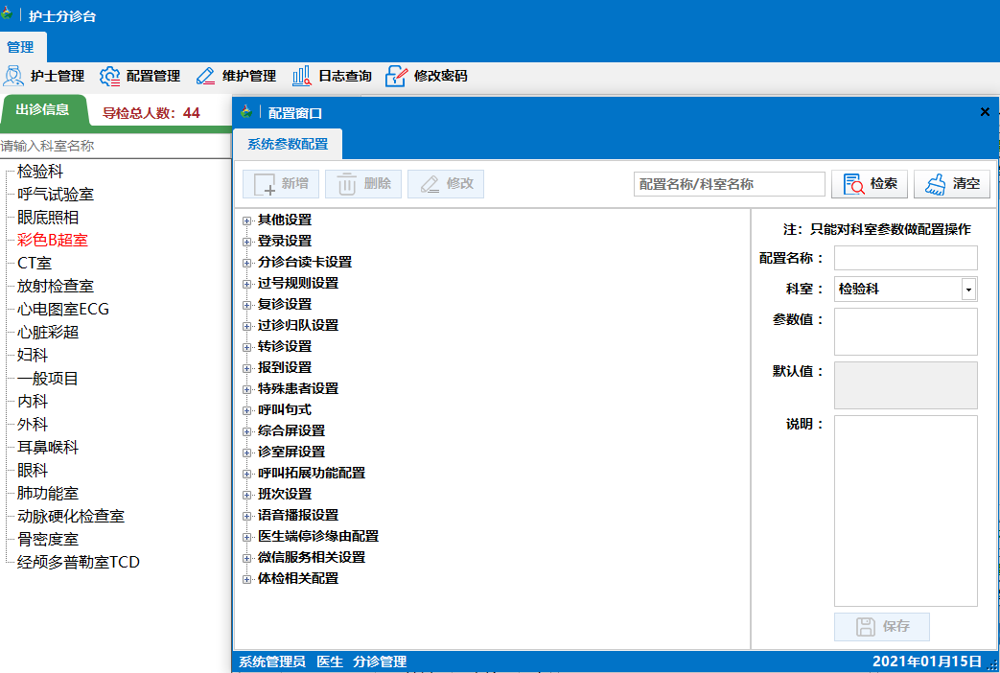 护士分诊台
管理
护士管理 配置管理 维护管理 日志查询 修改密码
出诊信息 导检总人数：44
请输入科室名称
检验科
呼气试验室
眼底照相
彩色B超室
CT室
放射检查室
心电图室ECG
心脏彩超
妇科
一般项目
内科
外科
耳鼻喉科
眼科
肺功能室
动脉硬化检查室
骨密度室
经颅多普勒室TCD
配置窗口
系统参数配置
新增 删除 修改 配置名称/科室名称 检索 清空
其他设置
登录设置
分诊台读卡设置
过号规则设置
复诊设置
过诊归队设置
转诊设置
报到设置
特殊患者设置
呼叫句式
综合屏设置
诊室屏设置
呼叫拓展功能配置
班次设置
语音播报设置
医生端停诊缘由配置
微信服务相关设置
体检相关配置
注：只能对科室参数做配置操作
配置名称：
科室：检验科
参数值：
默认值：
说明：
保存
系统管理员 医生 分诊管理 2021年01月15日